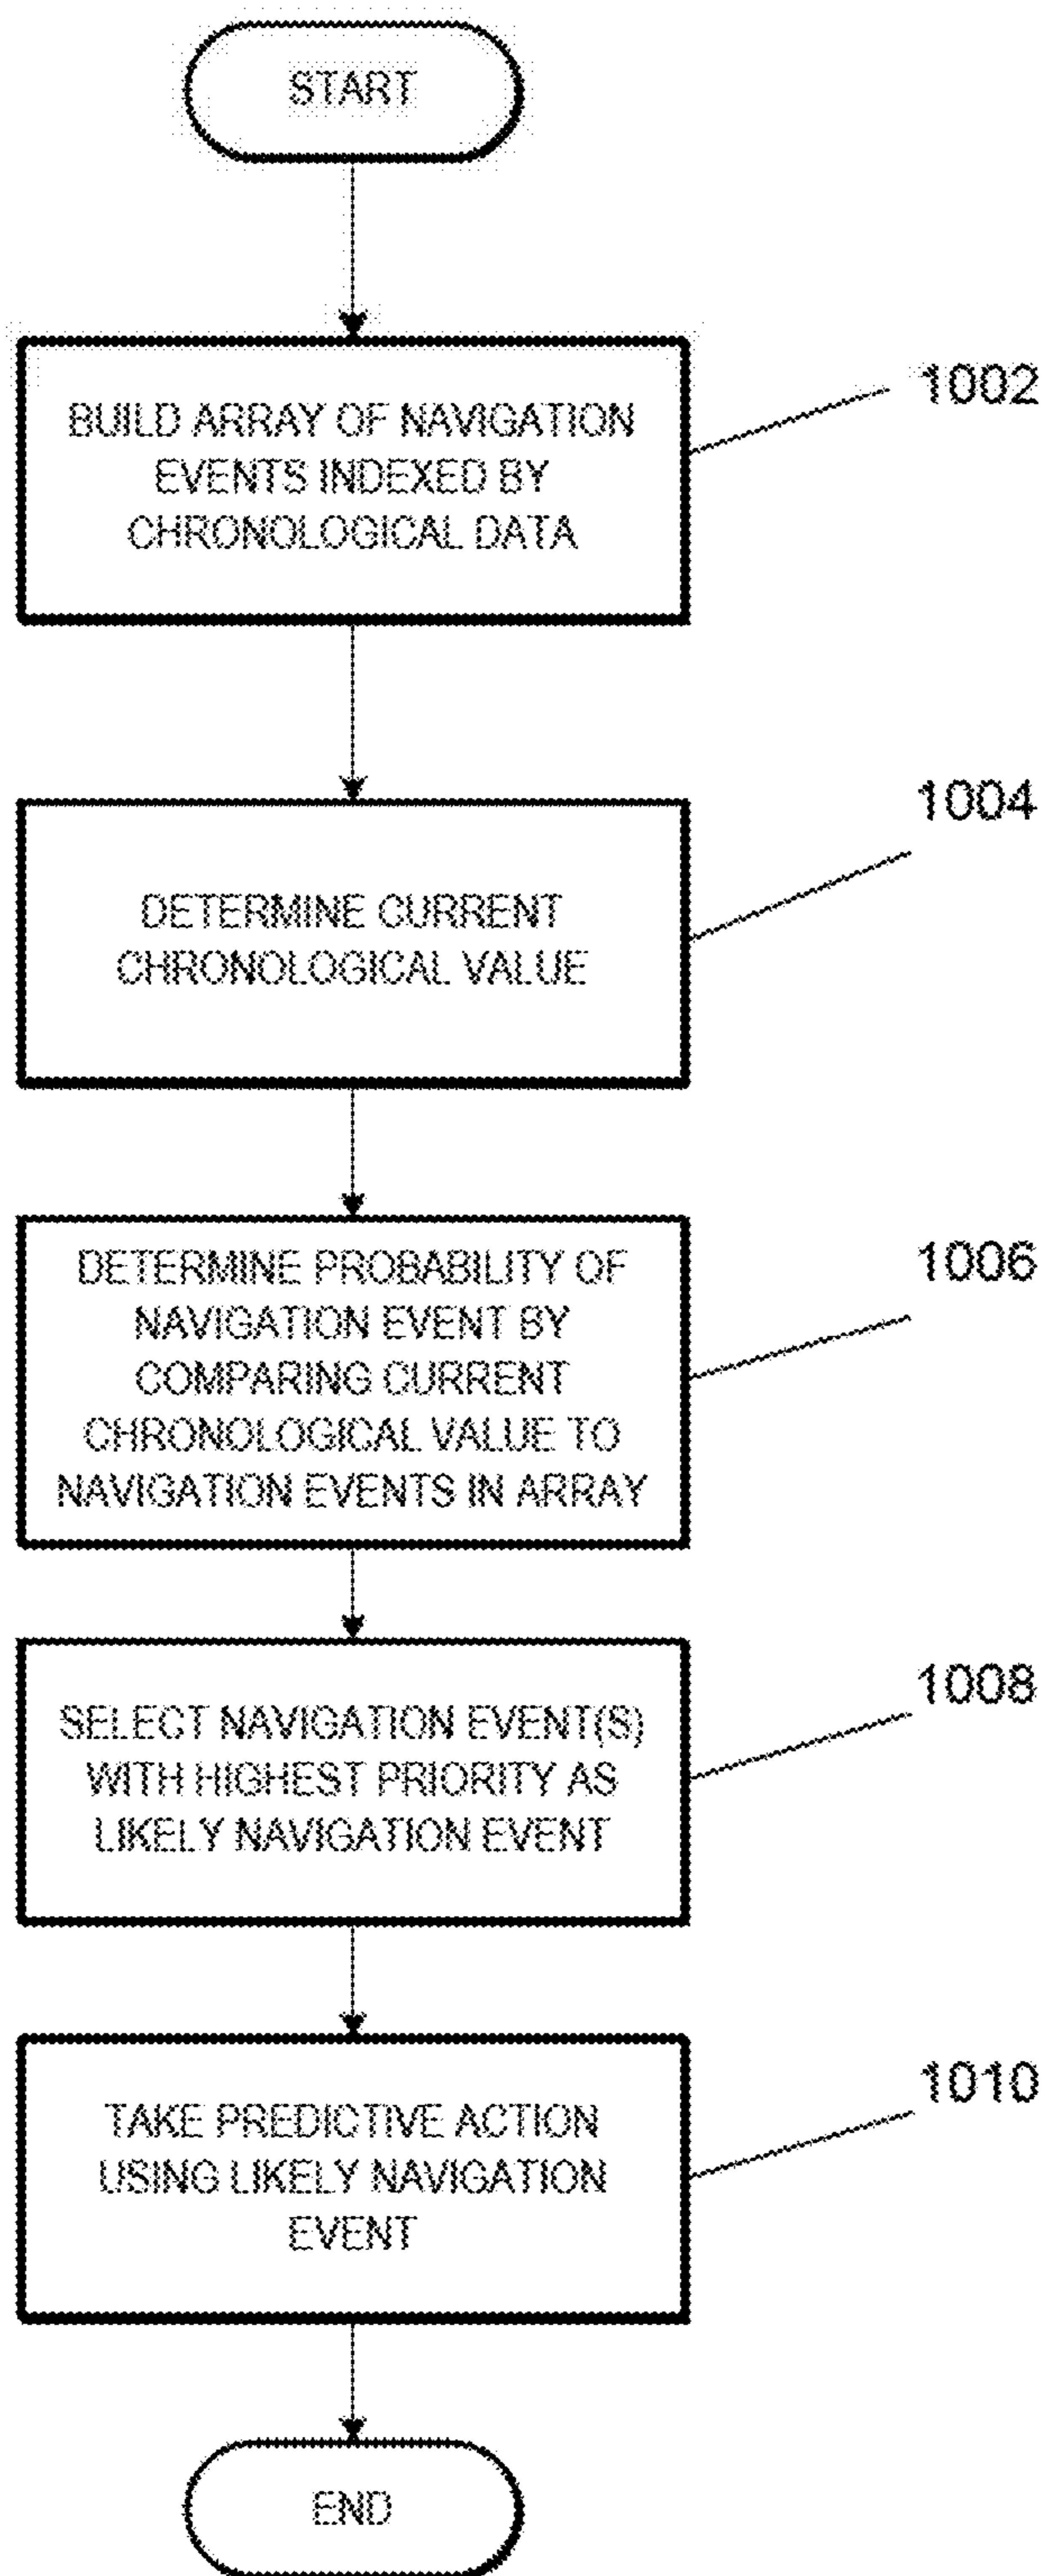 START
BUILD ARRAY OF NAVIGATION
EVENTS INDEXED BY
CHRONOLOGICAL DATA
1002
DETERMINE CURRENT
CHRONOLOGICAL VALUE
1004
DETERMINE PROBABILITY OF
NAVIGATION EVENT BY
COMPARING CURRENT
CHRONOLOGICAL VALUE TO
NAVIGATION EVENTS IN ARRAY
1006
SELECT NAVIGATION EVENT(S)
WITH HIGHEST PRIORITY AS
LIKELY NAVIGATION EVENT
1008
TAKE PREDICTIVE ACTION
USING LIKELY NAVIGATION
EVENT
1010
END